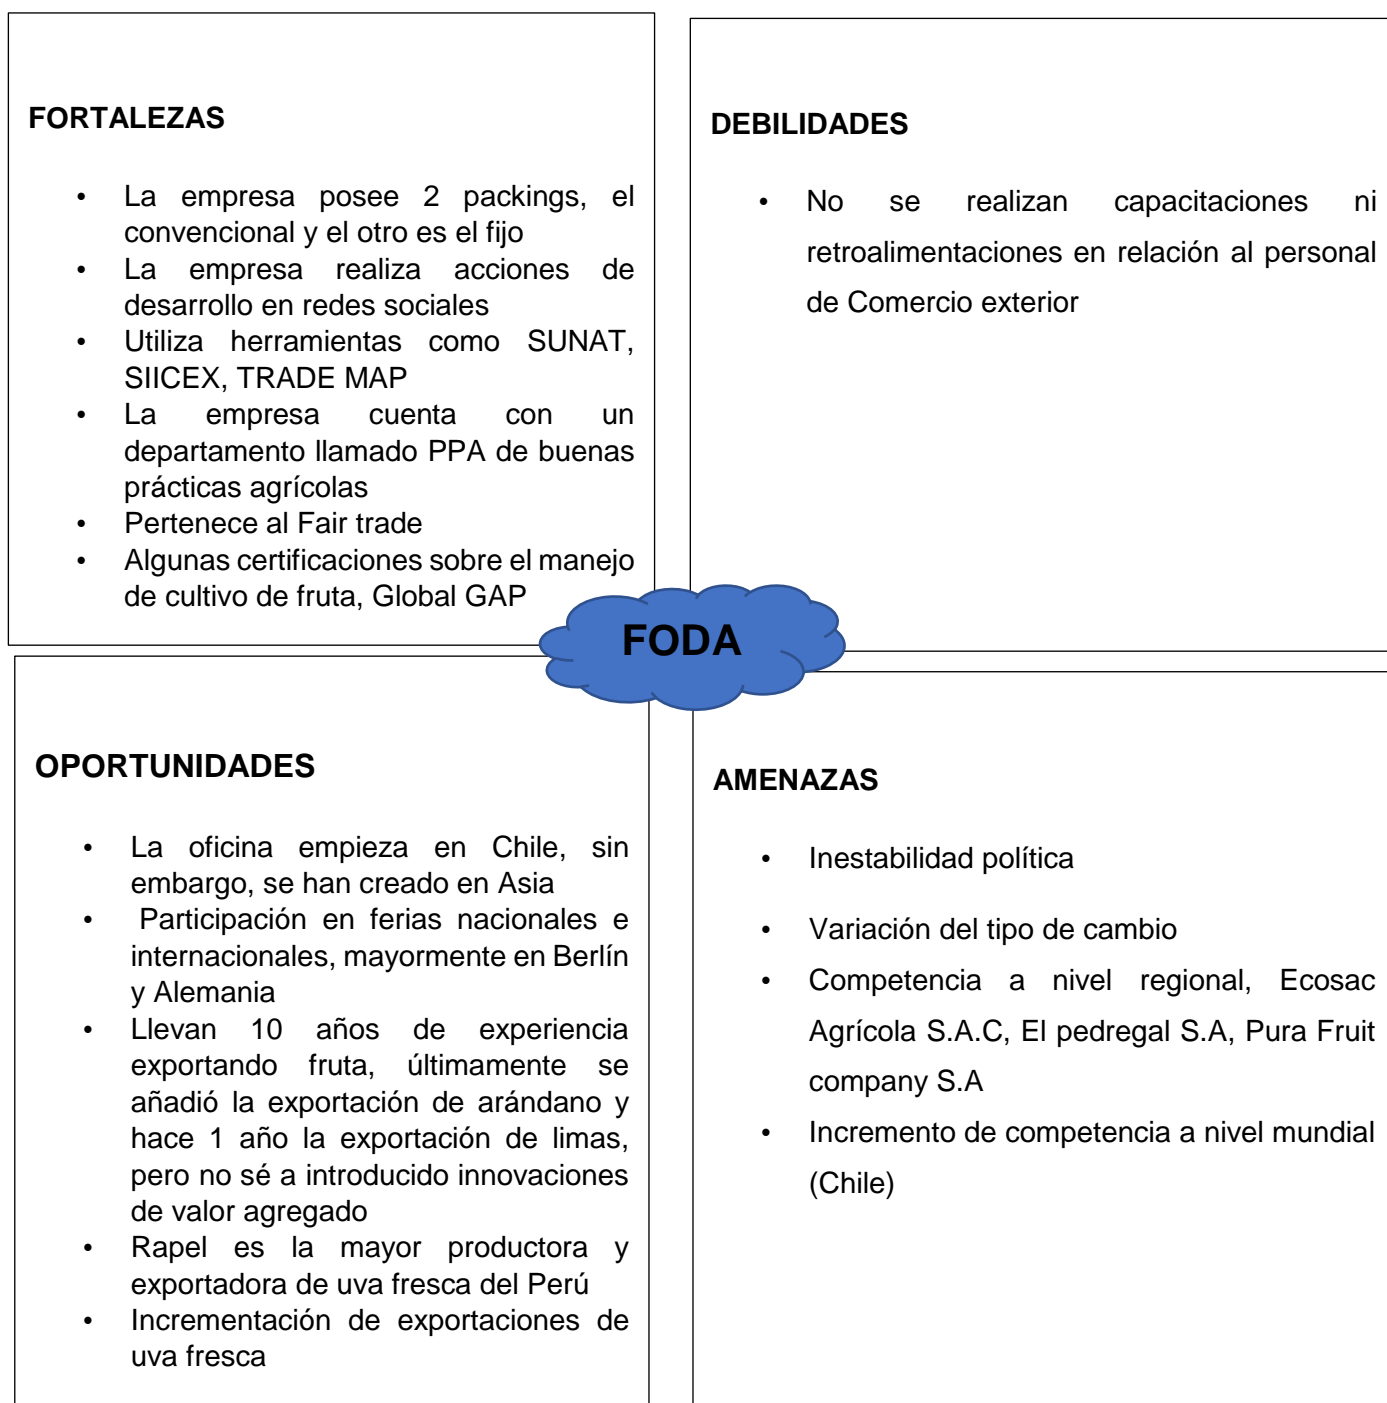 FORTALEZAS
• La empresa posee 2 packings, el
convencional y el otro es el fijo
• La empresa realiza acciones de
desarrollo en redes sociales
• Utiliza herramientas como SUNAT,
SIICEX, TRADE MAP
• La empresa cuenta con un
departamento llamado PPA de buenas
prácticas agrícolas
• Pertenece al Fair trade
• Algunas certificaciones sobre el manejo
de cultivo de fruta, Global GAP
DEBILIDADES
• No se realizan capacitaciones ni
retroalimentaciones en relación al personal
de Comercio exterior
FODA
OPORTUNIDADES
• La oficina empieza en Chile, sin
embargo, se han creado en Asia
• Participación en ferias nacionales e
internacionales, mayormente en Berlín
y Alemania
• Llevan 10 años de experiencia
exportando fruta, últimamente se
añadió la exportación de arándano y
hace 1 año la exportación de limas,
pero no sé a introducido innovaciones
de valor agregado
• Rapel es la mayor productora y
exportadora de uva fresca del Perú
• Incrementación de exportaciones de
uva fresca
AMENAZAS
• Inestabilidad política
• Variación del tipo de cambio
• Competencia a nivel regional, Ecosac
Agrícola S.A.C, El pedregal S.A, Pura Fruit
company S.A
• Incremento de competencia a nivel mundial
(Chile)